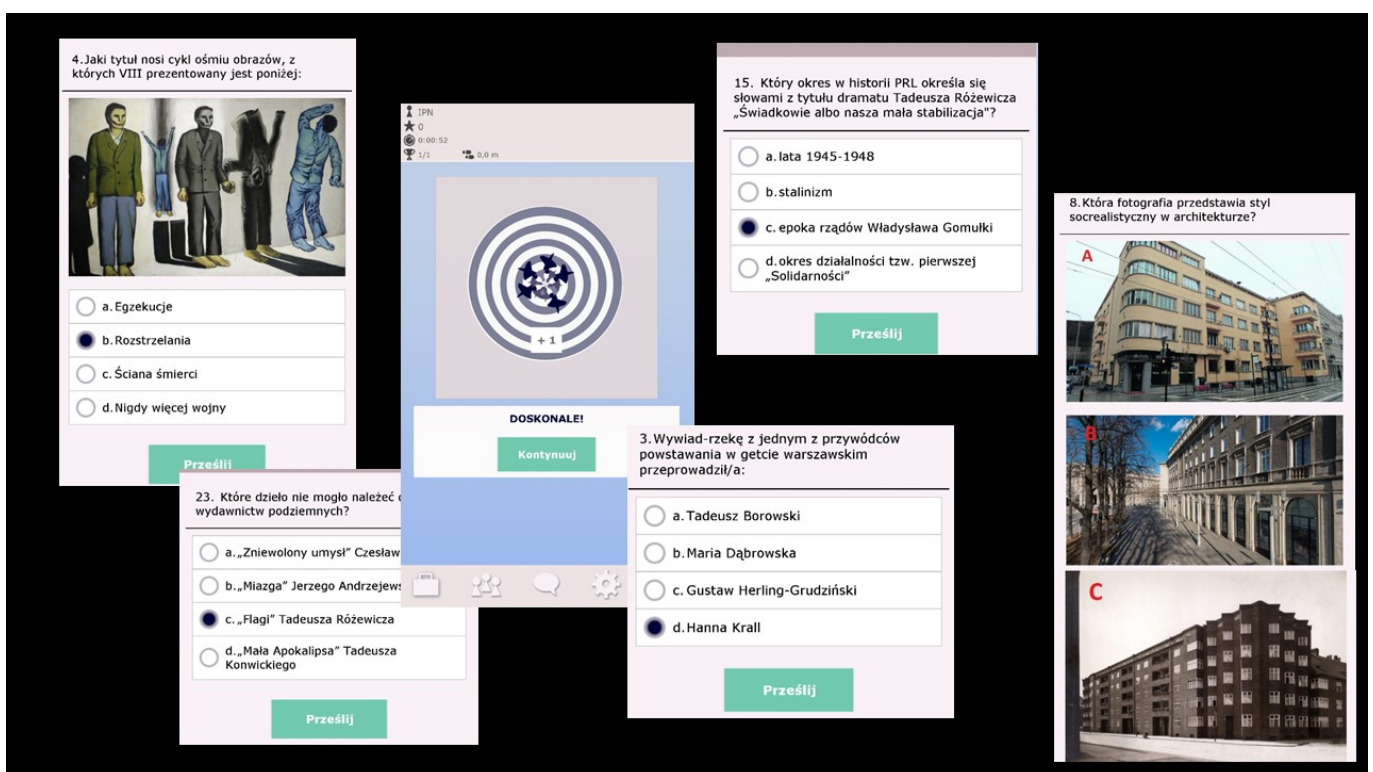 4.Jaki tytuł nosi cykl ośmiu obrazów, z
których VIII prezentowany jest poniżej:
a. Egzekucje
b. Rozstrzelania
c. Ściana śmierci
d. Nigdy więcej wojny
Prześlij
23. Które dzieło nie mogło należeć
wydawnictw podziemnych?
a. „Zniewolony umysł” Czesław
b. „Miazga” Jerzego Andrzejews
c. „Flagi” Tadeusza Różewicza
d. „Mała Apokalipsa” Tadeusza
Konwickiego
Prześlij
IPN
0
0:00:52
1/1 0,0 m
+ 1
DOSKONALE!
Kontynuuj
3. Wywiad-rzekę z jednym z przywódców
powstawania w getcie warszawskim
przeprowadził/a:
a. Tadeusz Borowski
b. Maria Dąbrowska
c. Gustaw Herling-Grudziński
d. Hanna Krall
Prześlij
15. Który okres w historii PRL określa się
słowami z tytułu dramatu Tadeusza Różewicza
„Świadkowie albo nasza mała stabilizacja"?
a. lata 1945-1948
b. stalinizm
c. epoka rządów Władysława Gomułki
d. okres działalności tzw. pierwszej
„Solidarności”
Prześlij
8. Która fotografia przedstawia styl
socrealistyczny w architekturze?
A
B
C